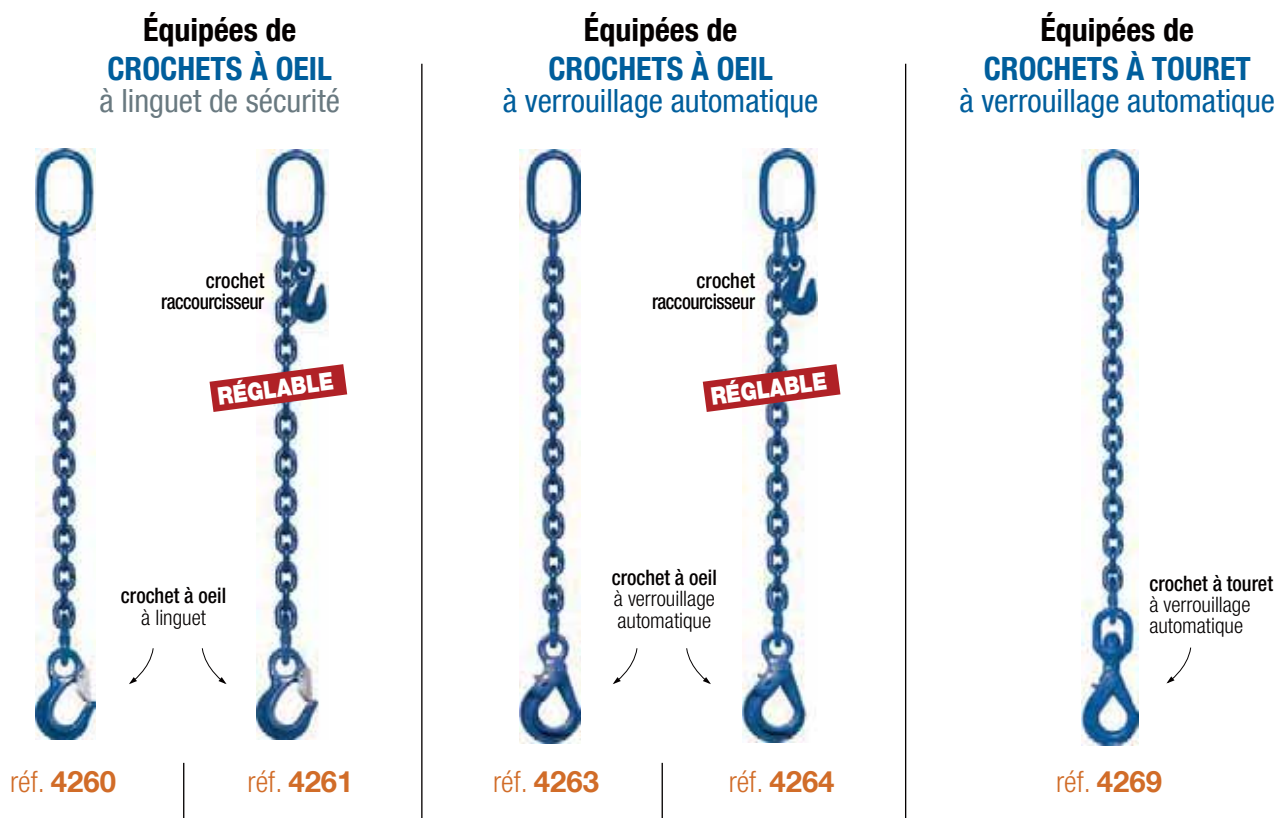 Équipées de
CROCHETS À OEIL
à linguet de sécurité
crochet
raccourcisseur
RÉGLABLE
crochet à oeil
à linguet
réf. 4260
réf. 4261
Équipées de
CROCHETS À OEIL
à verrouillage automatique
crochet
raccourcisseur
RÉGLABLE
crochet à oeil
à verrouillage
automatique
réf. 4263
réf. 4264
Équipées de
CROCHETS À TOURET
à verrouillage automatique
crochet à touret
à verrouillage
automatique
réf. 4269